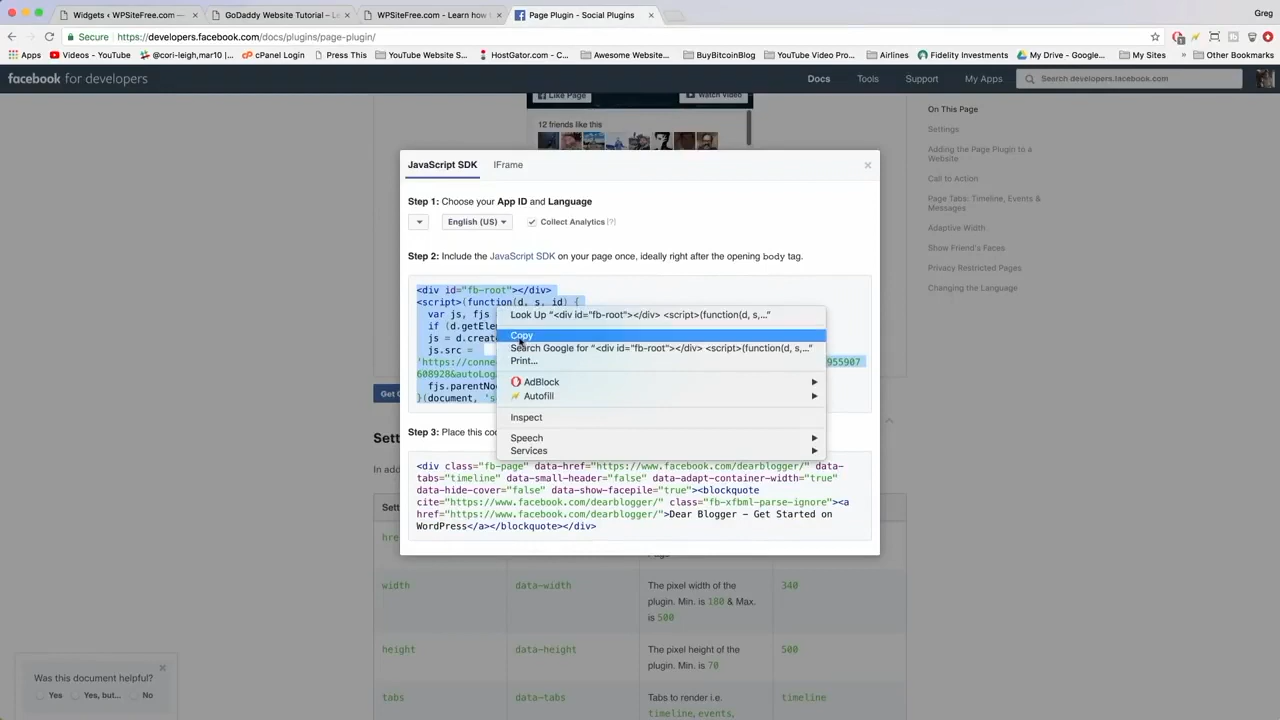 Widgets ‹ WPSiteFree.com —
GoDaddy Website Tutorial – L
WPSiteFree.com - Learn how t
Page Plugin - Social Plugins
Greg
Secure
https://developers.facebook.com/docs/plugins/page-plugin/
Apps
Videos - YouTube
@cori-leigh,mar10 |...
cPanel Login
Press This
YouTube Website S...
HostGator.com - C...
Awesome Website...
BuyBitcoinBlog
YouTube Video Pro...
Airlines
Fidelity Investments
My Drive - Google...
My Sites
»
Other Bookmarks
facebook for developers
Docs
Tools
Support
My Apps
Search developers.facebook.com
Like Page
Watch Video
12 friends like this
On This Page
Settings
Adding the Page Plugin to a
Website
Call to Action
Page Tabs: Timeline, Events &
Messages
Adaptive Width
Show Friend's Faces
Privacy Restricted Pages
Changing the Language
JavaScript SDK
IFrame
×
Step 1: Choose your App ID and Language
English (US)
Collect Analytics [?]
Step 2: Include the JavaScript SDK on your page once, ideally right after the opening body tag.
<div id="fb-root"></div>
<script>(function(d, s, id) {
var js, fjs
if (d.getEle
js = d.creat
js.src =
'https://conne
955907
608928&autoLog
fjs.parentNo
}(document, 's
Look Up “<div id="fb-root"></div> <script>(function(d, s,...”
Copy
Search Google for “<div id="fb-root"></div> <script>(function(d, s,...”
Print...
AdBlock
Autofill
Inspect
Speech
Services
Get C
Step 3: Place this co
<div class="fb-page" data-href="https://www.facebook.com/dearblogger/" data-
tabs="timeline" data-small-header="false" data-adapt-container-width="true"
data-hide-cover="false" data-show-facepile="true"><blockquote
cite="https://www.facebook.com/dearblogger/" class="fb-xfbml-parse-ignore"><a
href="https://www.facebook.com/dearblogger/">Dear Blogger - Get Started on
WordPress</a></blockquote></div>
Sett
In add
Sett
hre
Page
width
data-width
The pixel width of the
plugin. Min. is 180 & Max.
is 500
340
height
data-height
The pixel height of the
plugin. Min. is 70
500
tabs
data-tabs
Tabs to render i.e.
timeline, events,
timeline
Was this document helpful?
Yes
Yes, but...
No